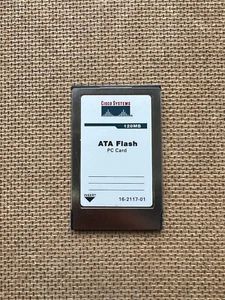 CISCO SYSTEMS
128MB
ATA Flash
PC Card
INSERT
16-2117-01